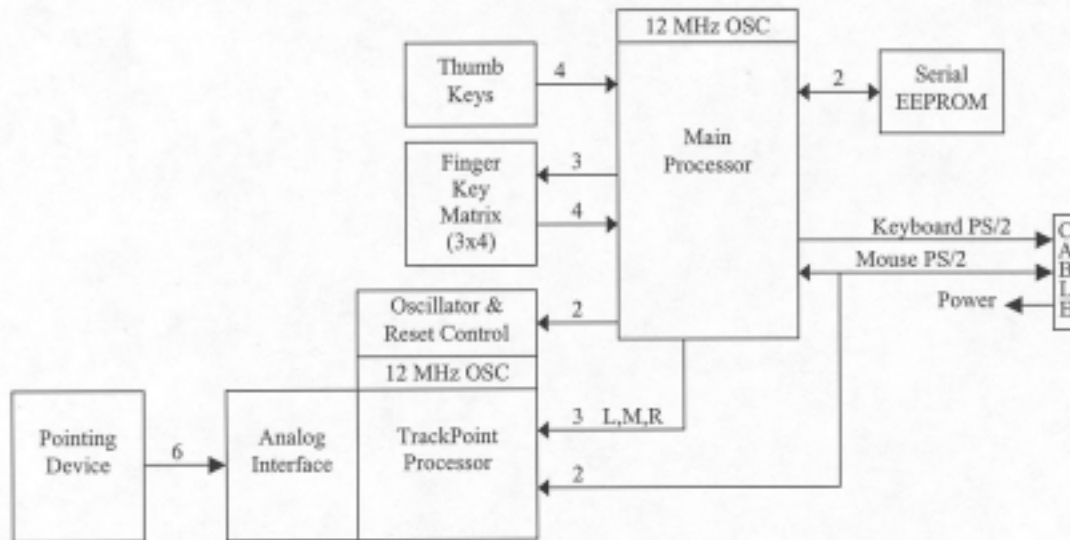 12 MHz OSC
Thumb
Keys
4
2
Serial
EEPROM
Main
Processor
Finger
Key
Matrix
(3x4)
3
4
Keyboard PS/2
Mouse PS/2
Power
CABLE
Oscillator &
Reset Control
2
12 MHz OSC
3 L,M,R
Pointing
Device
6
Analog
Interface
TrackPoint
Processor
2